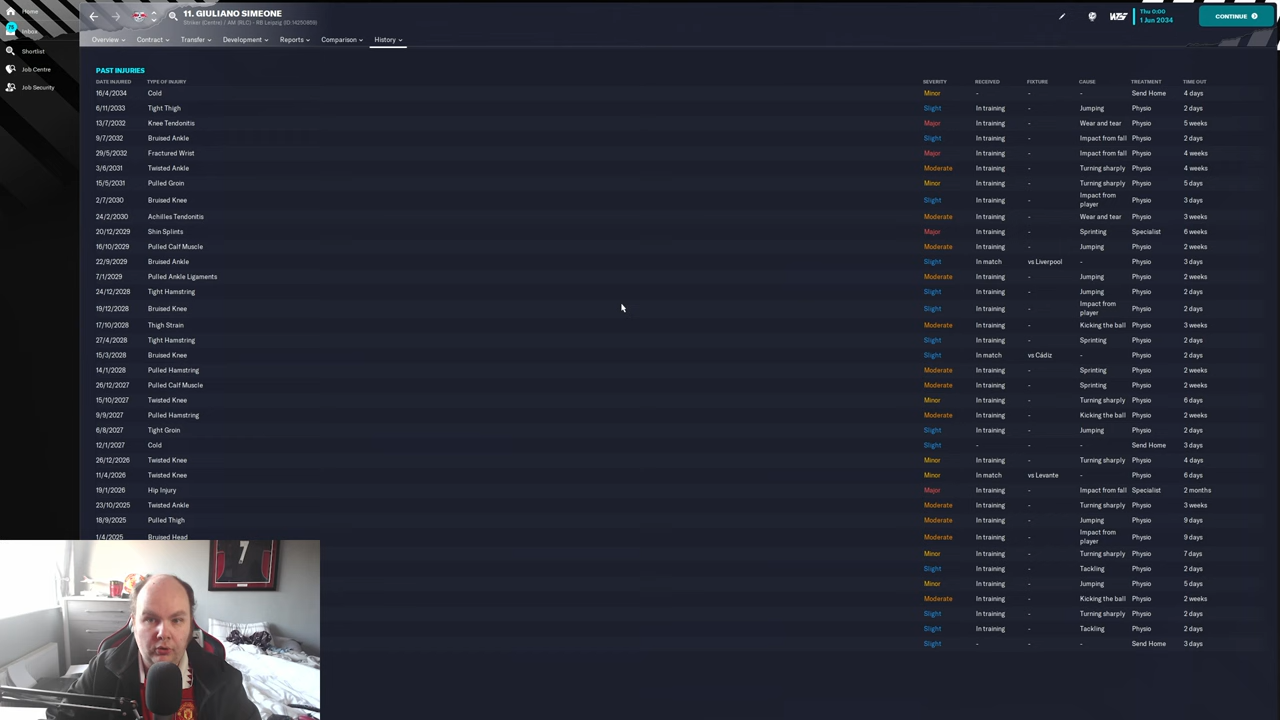 11. GIULIANO SIMEONE
Striker (Centre) / AM (RLC) - RB Leipzig (ID:14250859)
Thu 0:00
1 Jun 2034
CONTINUE
Home
Inbox
Shortlist
Job Centre
Job Security
Overview Contract Transfer Development Reports Comparison History
PAST INJURIES
DATE INJURED TYPE OF INJURY SEVERITY RECEIVED FIXTURE CAUSE TREATMENT TIME OUT
16/4/2034 Cold Minor - - - Send Home 4 days
6/11/2033 Tight Thigh Slight In training - Jumping Physio 2 days
13/7/2032 Knee Tendonitis Major In training - Wear and tear Physio 5 weeks
9/7/2032 Bruised Ankle Slight In training - Impact from fall Physio 2 days
29/5/2032 Fractured Wrist Major In training - Impact from fall Physio 4 weeks
3/6/2031 Twisted Ankle Moderate In training - Turning sharply Physio 4 weeks
15/5/2031 Pulled Groin Minor In training - Turning sharply Physio 5 days
2/7/2030 Bruised Knee Slight In training - Impact from player Physio 3 days
24/2/2030 Achilles Tendonitis Moderate In training - Wear and tear Physio 3 weeks
20/12/2029 Shin Splints Major In training - Sprinting Specialist 6 weeks
16/10/2029 Pulled Calf Muscle Moderate In training - Jumping Physio 2 weeks
22/9/2029 Bruised Ankle Slight In match vs Liverpool - Physio 3 days
7/1/2029 Pulled Ankle Ligaments Moderate In training - Jumping Physio 2 weeks
24/12/2028 Tight Hamstring Slight In training - Jumping Physio 2 days
19/12/2028 Bruised Knee Slight In training - Impact from player Physio 2 days
17/10/2028 Thigh Strain Moderate In training - Kicking the ball Physio 3 weeks
27/4/2028 Tight Hamstring Slight In training - Sprinting Physio 2 days
15/3/2028 Bruised Knee Slight In match vs Cádiz - Physio 2 days
14/1/2028 Pulled Hamstring Moderate In training - Sprinting Physio 2 weeks
26/12/2027 Pulled Calf Muscle Moderate In training - Sprinting Physio 2 weeks
15/10/2027 Twisted Knee Minor In training - Turning sharply Physio 6 days
9/9/2027 Pulled Hamstring Moderate In training - Kicking the ball Physio 2 weeks
6/8/2027 Tight Groin Slight In training - Jumping Physio 2 days
12/1/2027 Cold Slight - - - Send Home 3 days
26/12/2026 Twisted Knee Minor In training - Turning sharply Physio 4 days
11/4/2026 Twisted Knee Minor In match vs Levante - Physio 6 days
19/1/2026 Hip Injury Major In training - Impact from fall Specialist 2 months
23/10/2025 Twisted Ankle Moderate In training - Turning sharply Physio 3 weeks
18/9/2025 Pulled Thigh Moderate In training - Jumping Physio 9 days
1/4/2025 Bruised Head Moderate In training - Impact from player Physio 9 days
Minor In training - Turning sharply Physio 7 days
Slight In training - Tackling Physio 2 days
Minor In training - Jumping Physio 5 days
Moderate In training - Kicking the ball Physio 2 weeks
Slight In training - Turning sharply Physio 2 days
Slight In training - Tackling Physio 2 days
Slight - - - Send Home 3 days
7